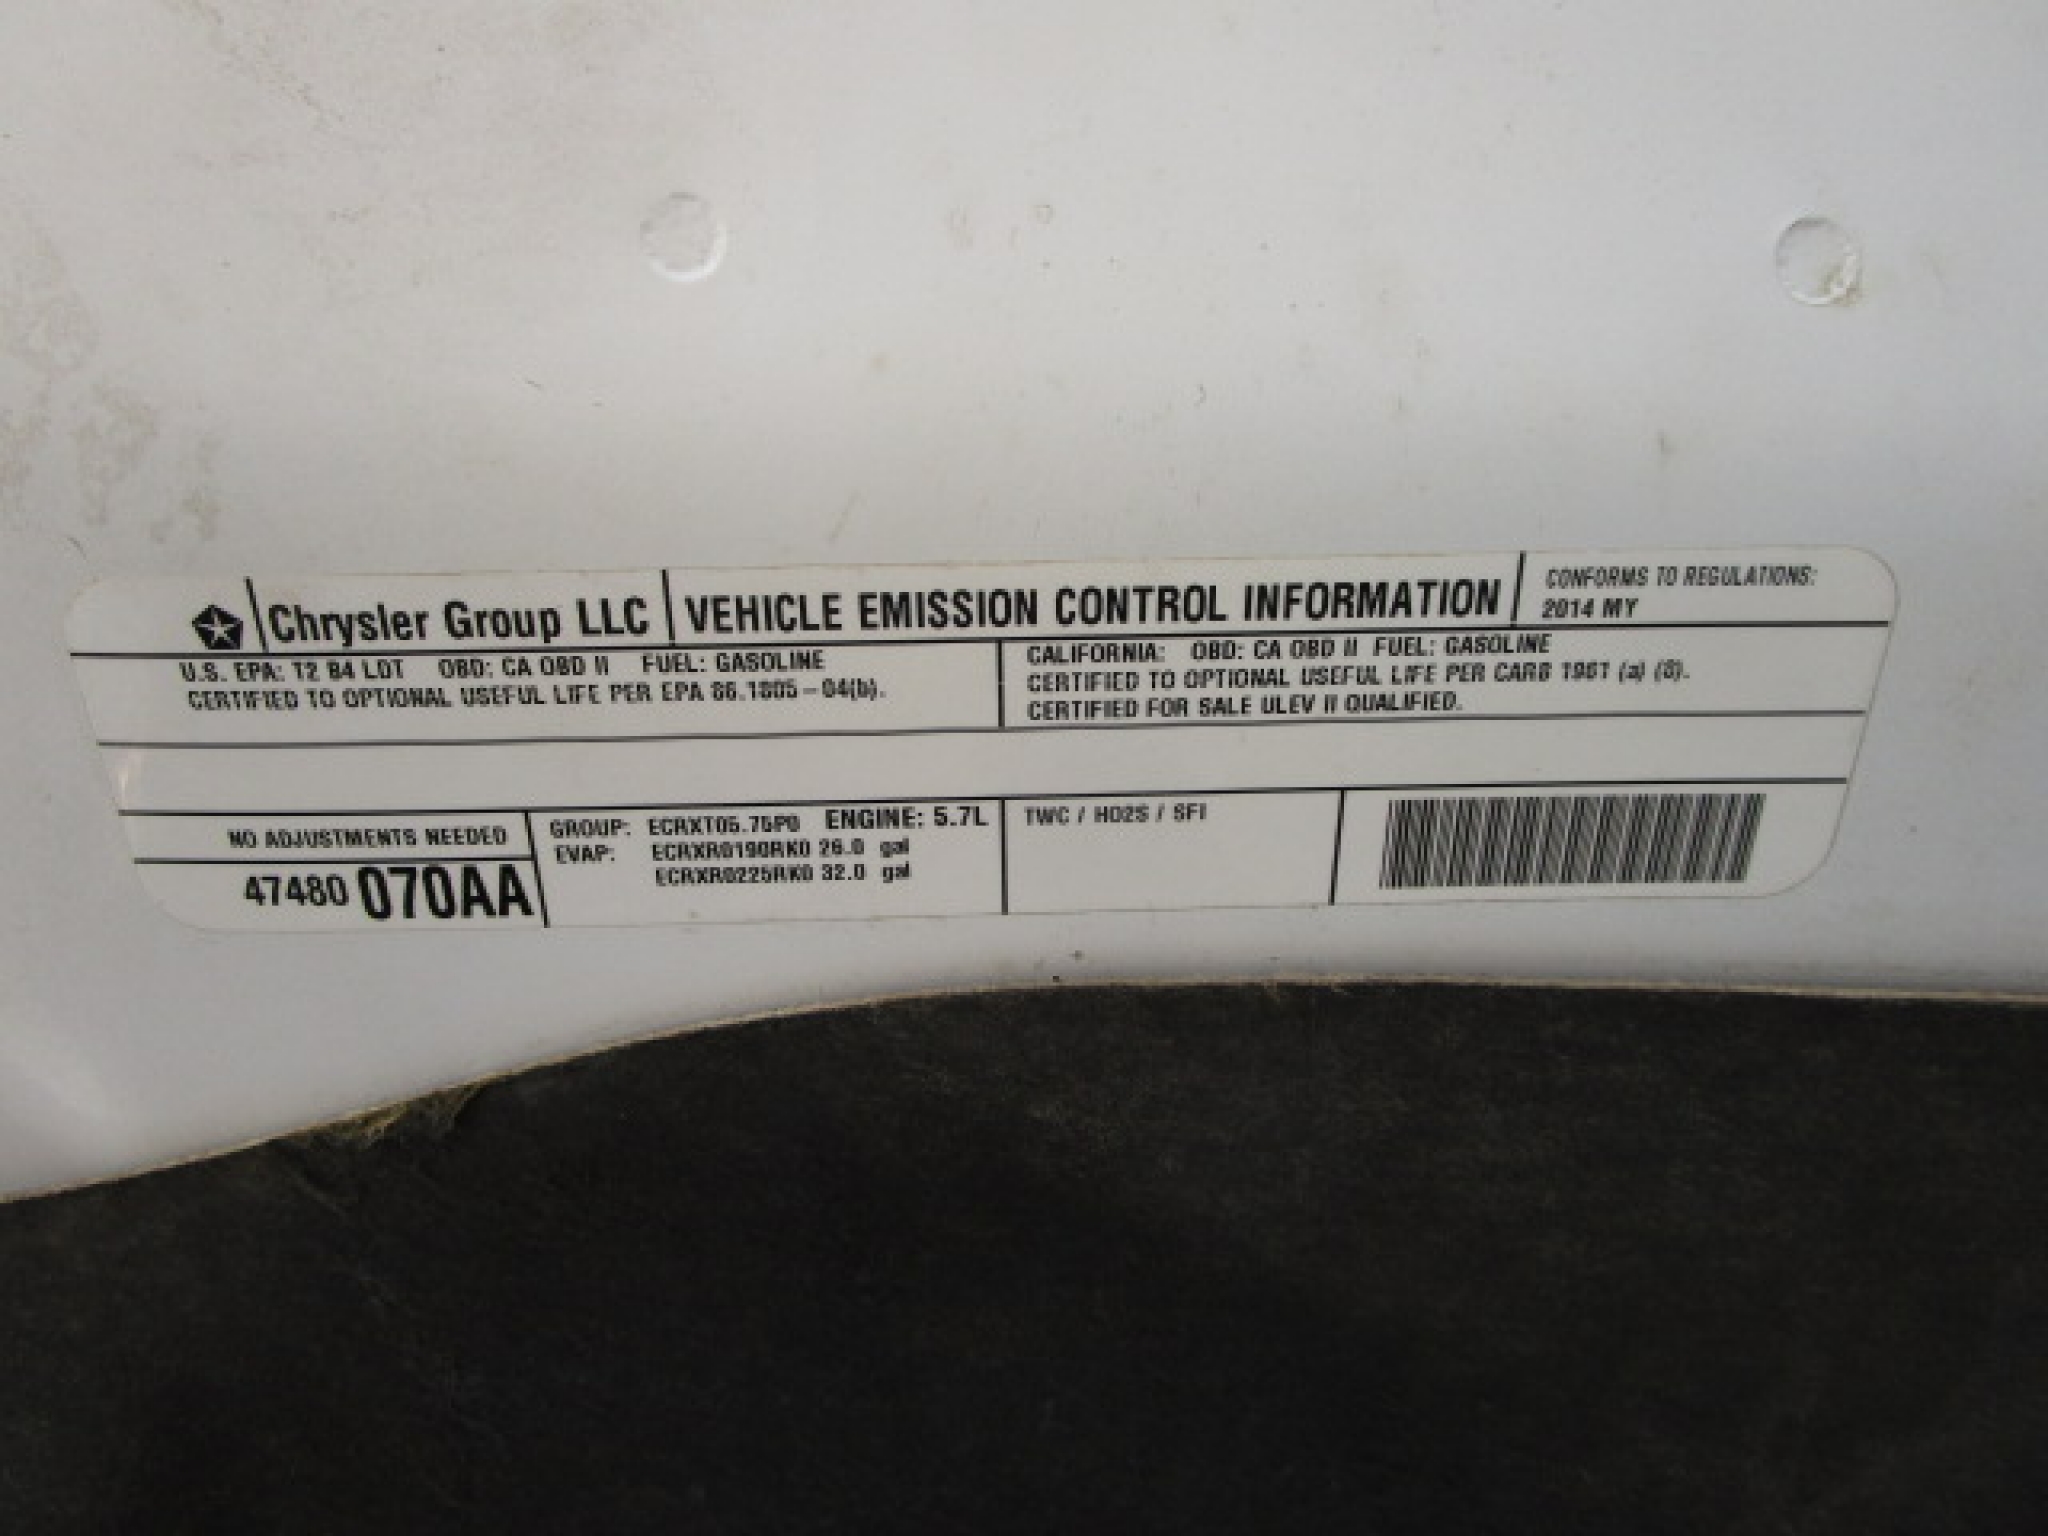 Chrysler Group LLC VEHICLE EMISSION CONTROL INFORMATION
CONFORMS TO REGULATIONS:
2014 MY
U.S. EPA: T2 B4 LDT OBD: CA OBD II FUEL: GASOLINE
CERTIFIED TO OPTIONAL USEFUL LIFE PER EPA 86.1805-04(b).
CALIFORNIA: OBD: CA OBD II FUEL: GASOLINE
CERTIFIED TO OPTIONAL USEFUL LIFE PER CARB 1961 (a) (8).
CERTIFIED FOR SALE ULEV II QUALIFIED.
NO ADJUSTMENTS NEEDED
47480 070AA
GROUP: ECRXT05.75P0 ENGINE: 5.7L
EVAP: ECRXR0190RK0 26.0 gal
ECRXR0225RK0 32.0 gal
TWC / HO2S / SFI